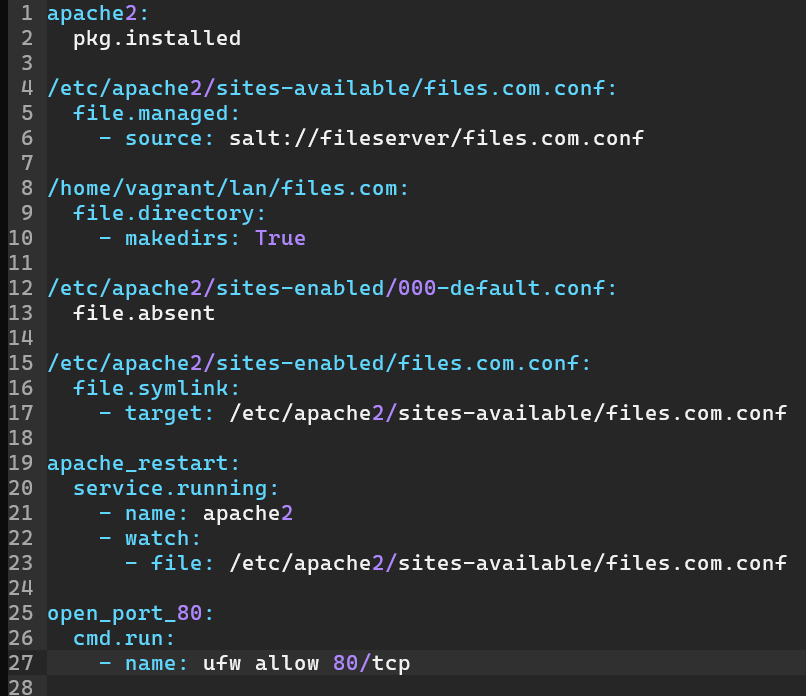 1 apache2:
2   pkg.installed
3
4 /etc/apache2/sites-available/files.com.conf:
5   file.managed:
6     - source: salt://fileserver/files.com.conf
7
8 /home/vagrant/lan/files.com:
9   file.directory:
10     - makedirs: True
11
12 /etc/apache2/sites-enabled/000-default.conf:
13   file.absent
14
15 /etc/apache2/sites-enabled/files.com.conf:
16   file.symlink:
17     - target: /etc/apache2/sites-available/files.com.conf
18
19 apache_restart:
20   service.running:
21     - name: apache2
22     - watch:
23       - file: /etc/apache2/sites-available/files.com.conf
24
25 open_port_80:
26   cmd.run:
27     - name: ufw allow 80/tcp
28